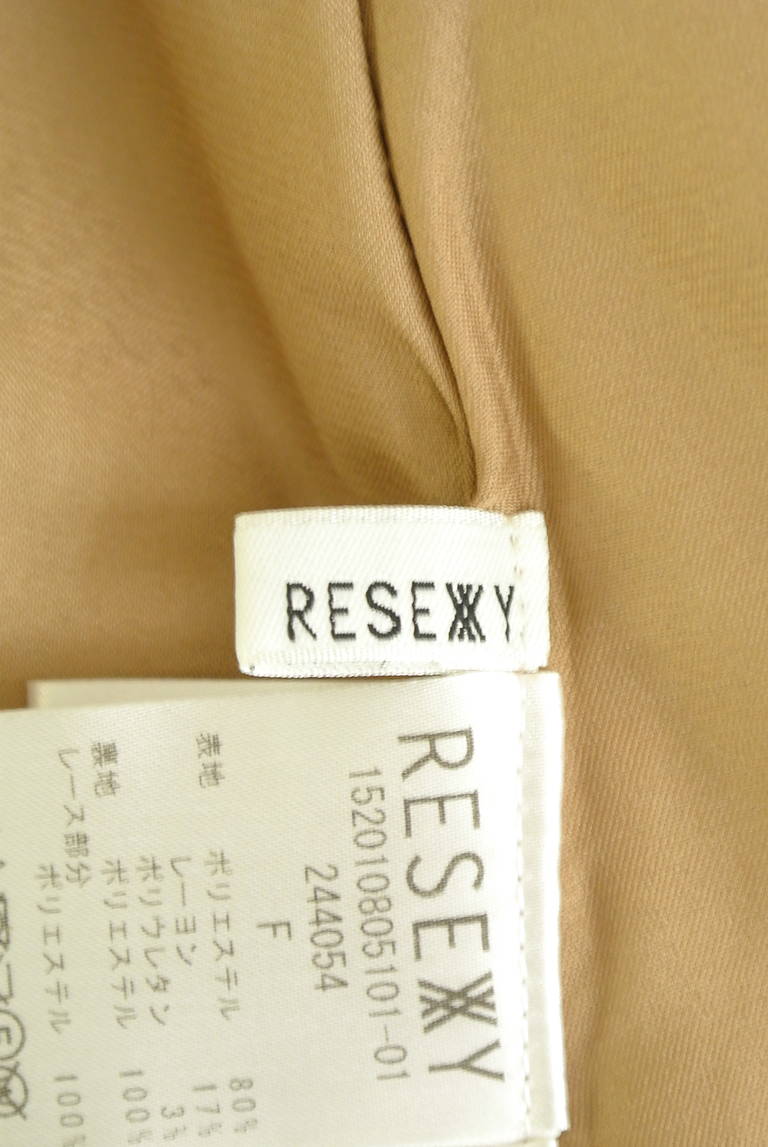 RESEXXY
RESEXXY
152010805101-01
244054
F
表地 ポリエステル 80%
レーヨン 17%
ポリウレタン 3%
裏地 ポリエステル 100%
レース部分 ポリエステル 100%